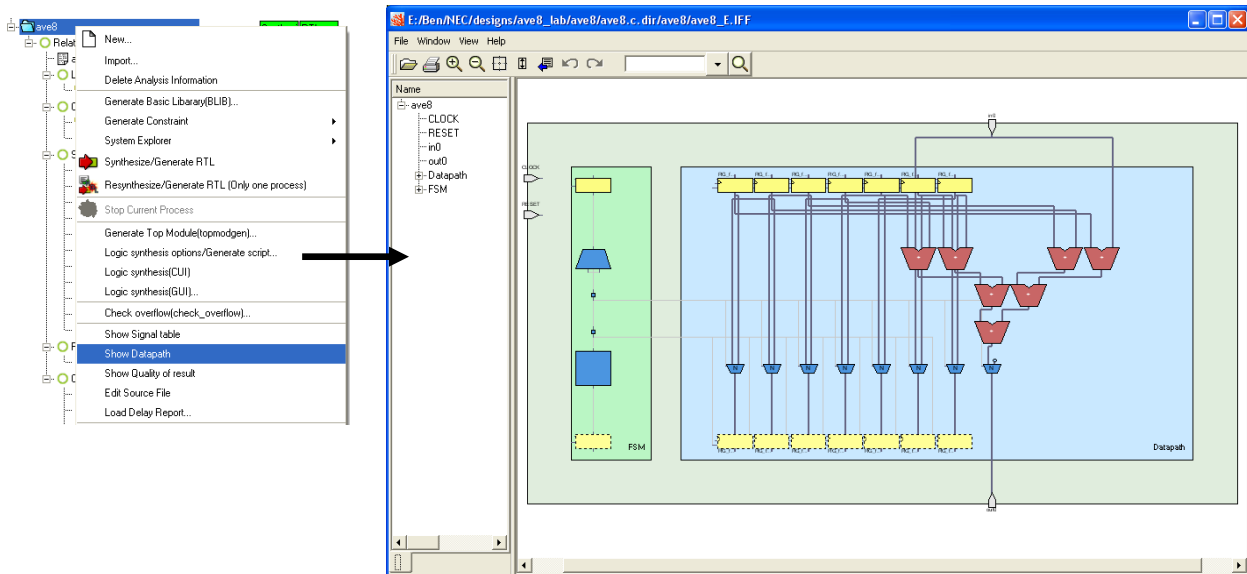 ave8
Relat
New...
Import...
Delete Analysis Information
Generate Basic Libarary(BLIB)...
Generate Constraint
System Explorer
Synthesize/Generate RTL
Resynthesize/Generate RTL (Only one process)
Stop Current Process
Generate Top Module(topmodgen)...
Logic synthesis options/Generate script...
Logic synthesis(CUI)
Logic synthesis(GUI)...
Check overflow(check_overflow)...
Show Signal table
Show Datapath
Show Quality of result
Edit Source File
Load Delay Report...
E:/Ben/NEC/designs/ave8_lab/ave8/ave8.c.dir/ave8/ave8_E.IFF
File Window View Help
Name
ave8
CLOCK
RESET
in0
out0
Datapath
FSM
in0
CLOCK
RESET
N N N N N N N N
FSM
Datapath
out0